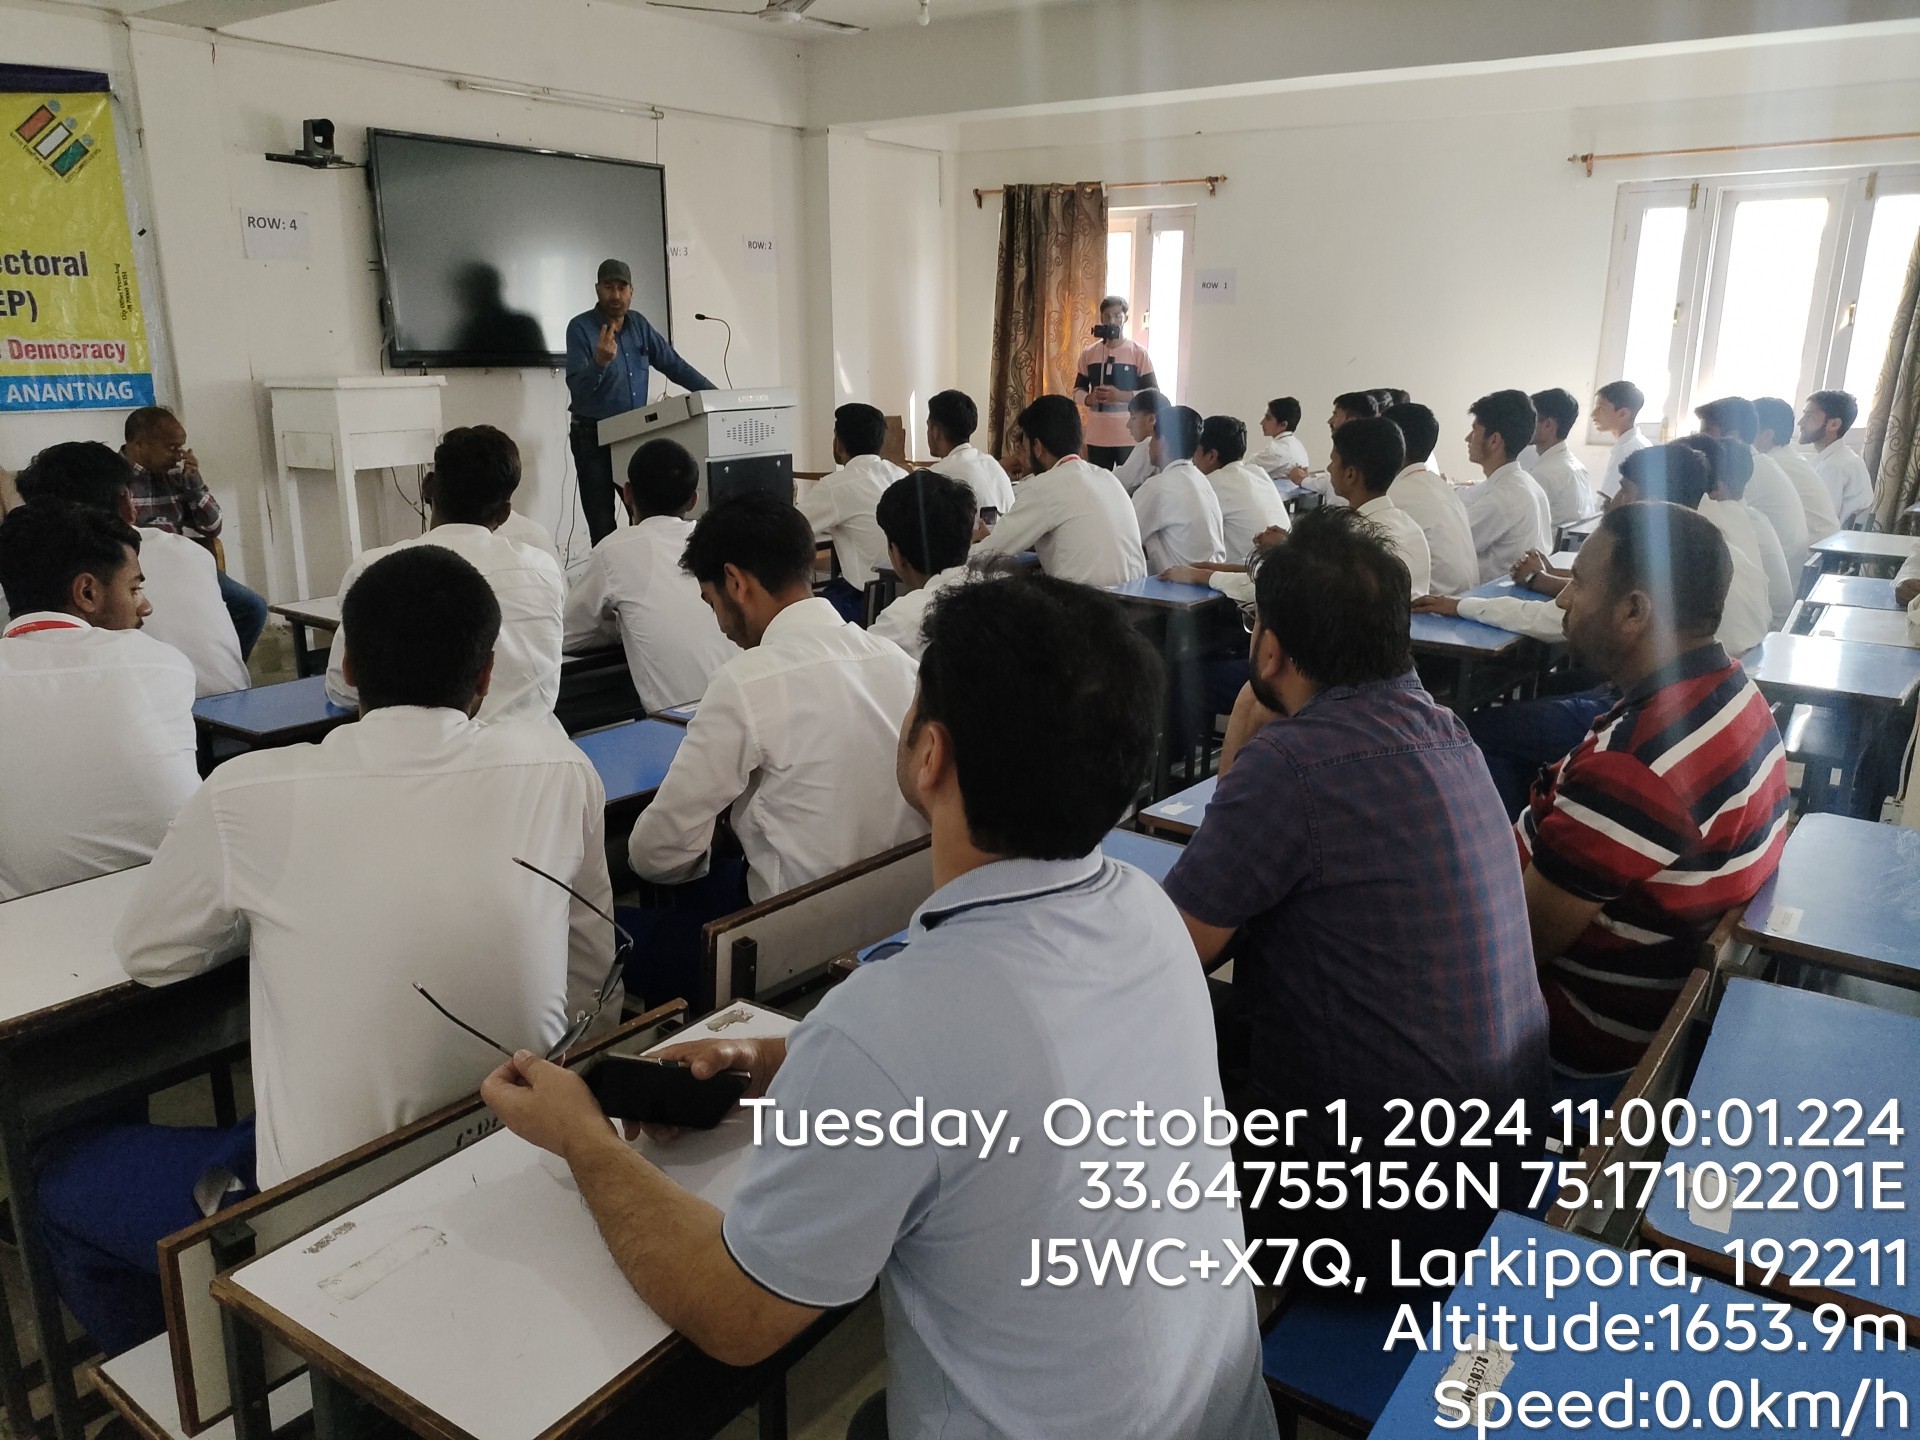 ectoral
EP)
Democracy
ANANTNAG
ROW: 4
W: 3
ROW: 2
ROW 1
Tuesday, October 1, 2024 11:00:01.224
33.64755156N 75.17102201E
J5WC+X7Q, Larkipora, 192211
Altitude:1653.9m
Speed:0.0km/h